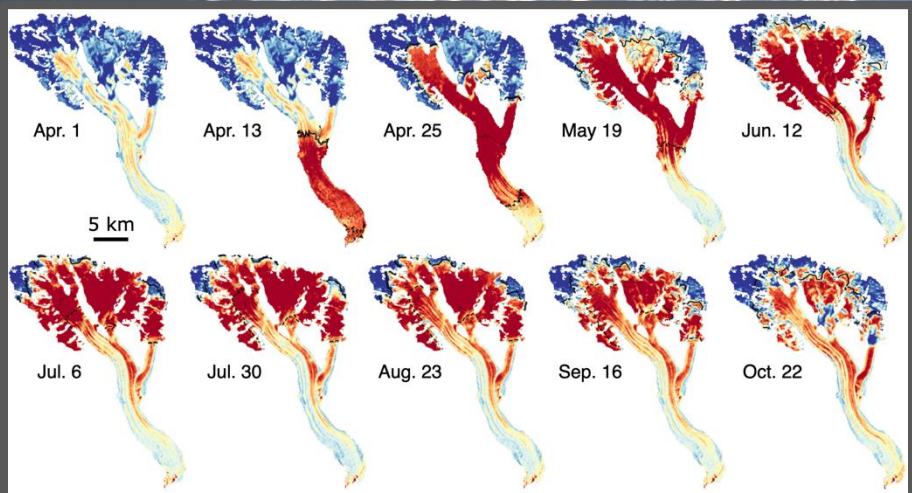 Apr. 1
Apr. 13
Apr. 25
May 19
Jun. 12
5 km
Jul. 6
Jul. 30
Aug. 23
Sep. 16
Oct. 22